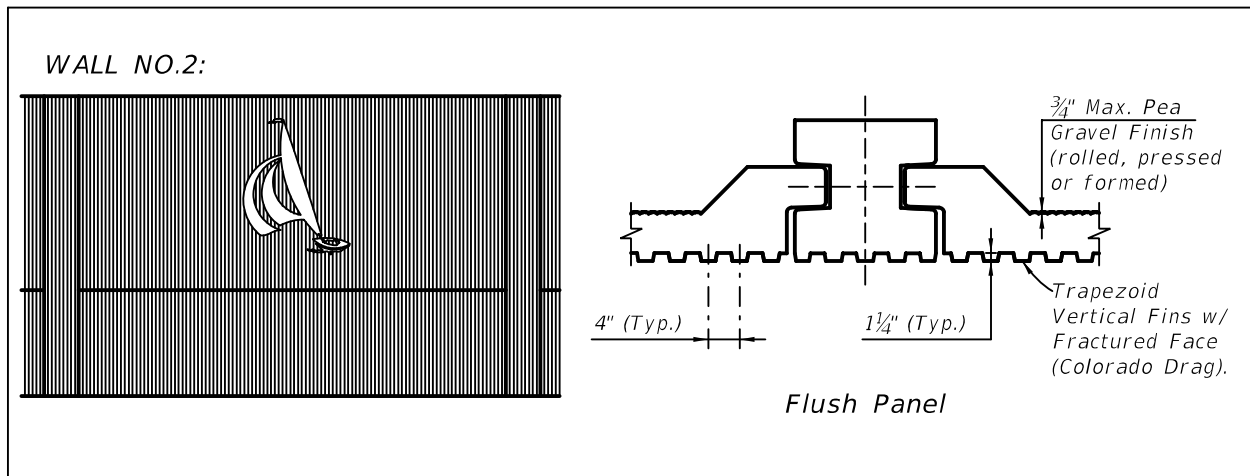 WALL NO.2:
¾" Max. Pea
Gravel Finish
(rolled, pressed
or formed)
4" (Typ.)
1¼" (Typ.)
Trapezoid
Vertical Fins w/
Fractured Face
(Colorado Drag).
Flush Panel